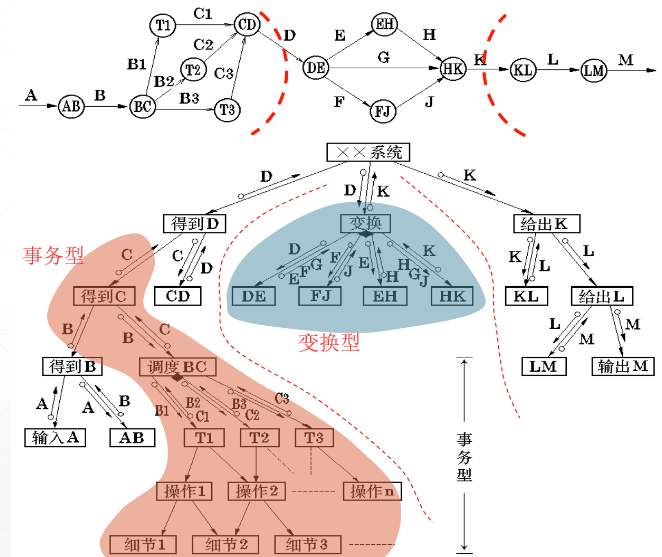 T1 C1 CD D E EH H
B1 C2 G K
A AB B BC B2 T2 C3 DE HK KL L LM M
B3 T3 F FJ J
××系统
D D K K
得到D 变换 给出K
事务型 C C D D E F G F J E H H G J K K L L
得到C CD DE FJ EH HK KL 给出L
变换型
B B C L M M
得到B 调度BC LM 输出M
A A B B1 C1 B2 C2 B3 C3
输入A AB T1 T2 T3
事务型
操作1 操作2 操作n
细节1 细节2 细节3